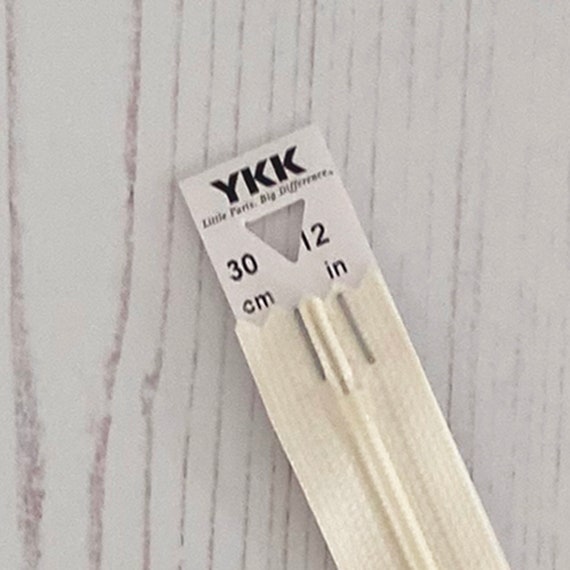 YKK
Little Parts. Big Difference.
30 12
cm in